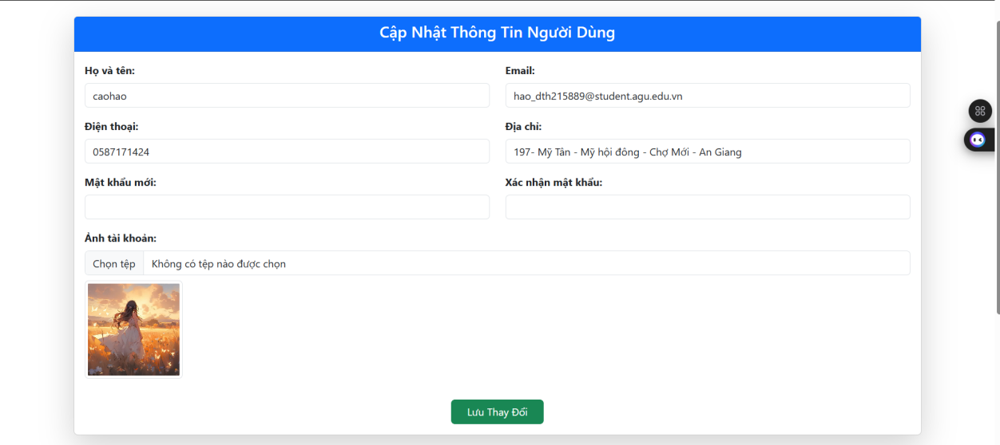 Cập Nhật Thông Tin Người Dùng
Họ và tên:
Email:
caohao
hao_dth215889@student.agu.edu.vn
Điện thoại:
Địa chỉ:
0587171424
197- Mỹ Tân - Mỹ hội đông - Chợ Mới - An Giang
Mật khẩu mới:
Xác nhận mật khẩu:
Ảnh tài khoản:
Chọn tệp
Không có tệp nào được chọn
Lưu Thay Đổi